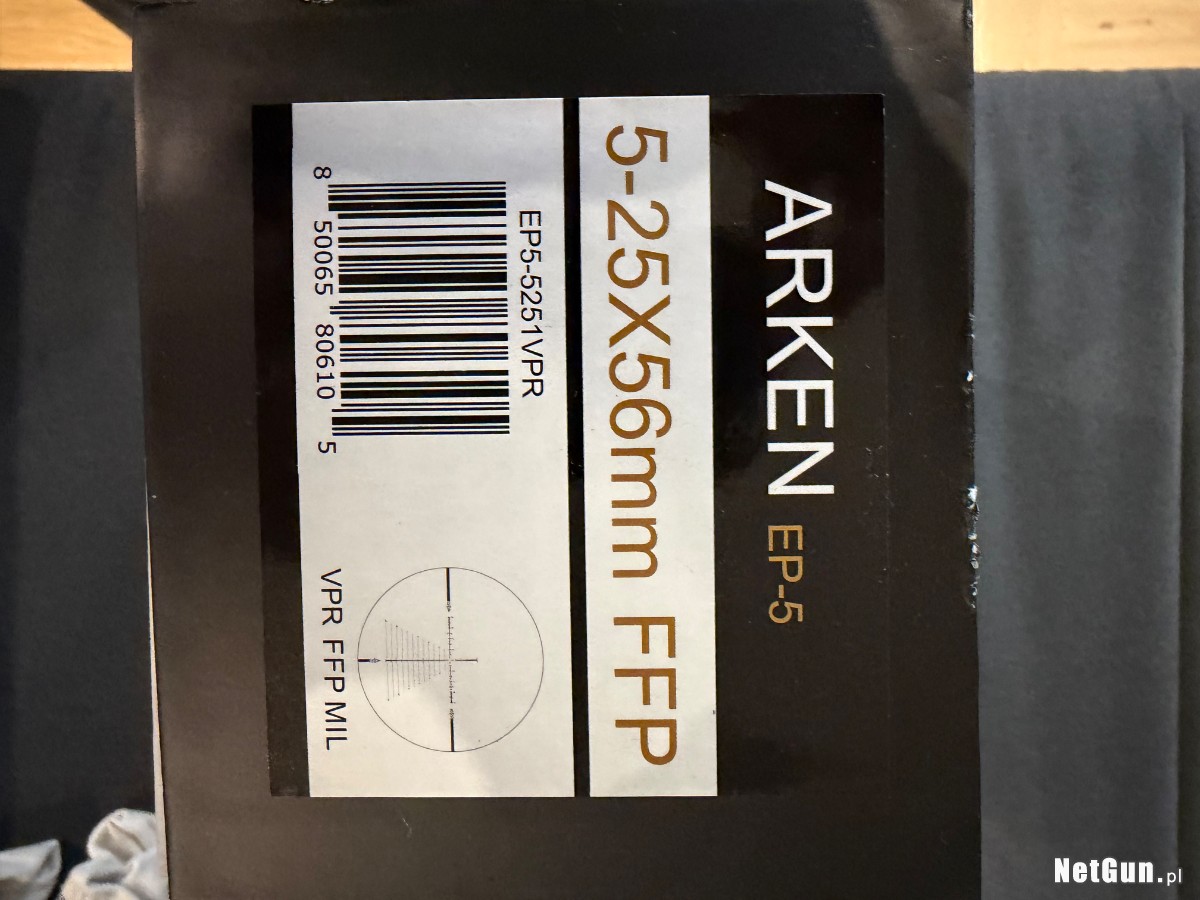 ARKEN EP-5
5-25X56mm FFP
EP5-5251VPR
8 50065 80610 5
VPR FFP MIL
NetGun.pl